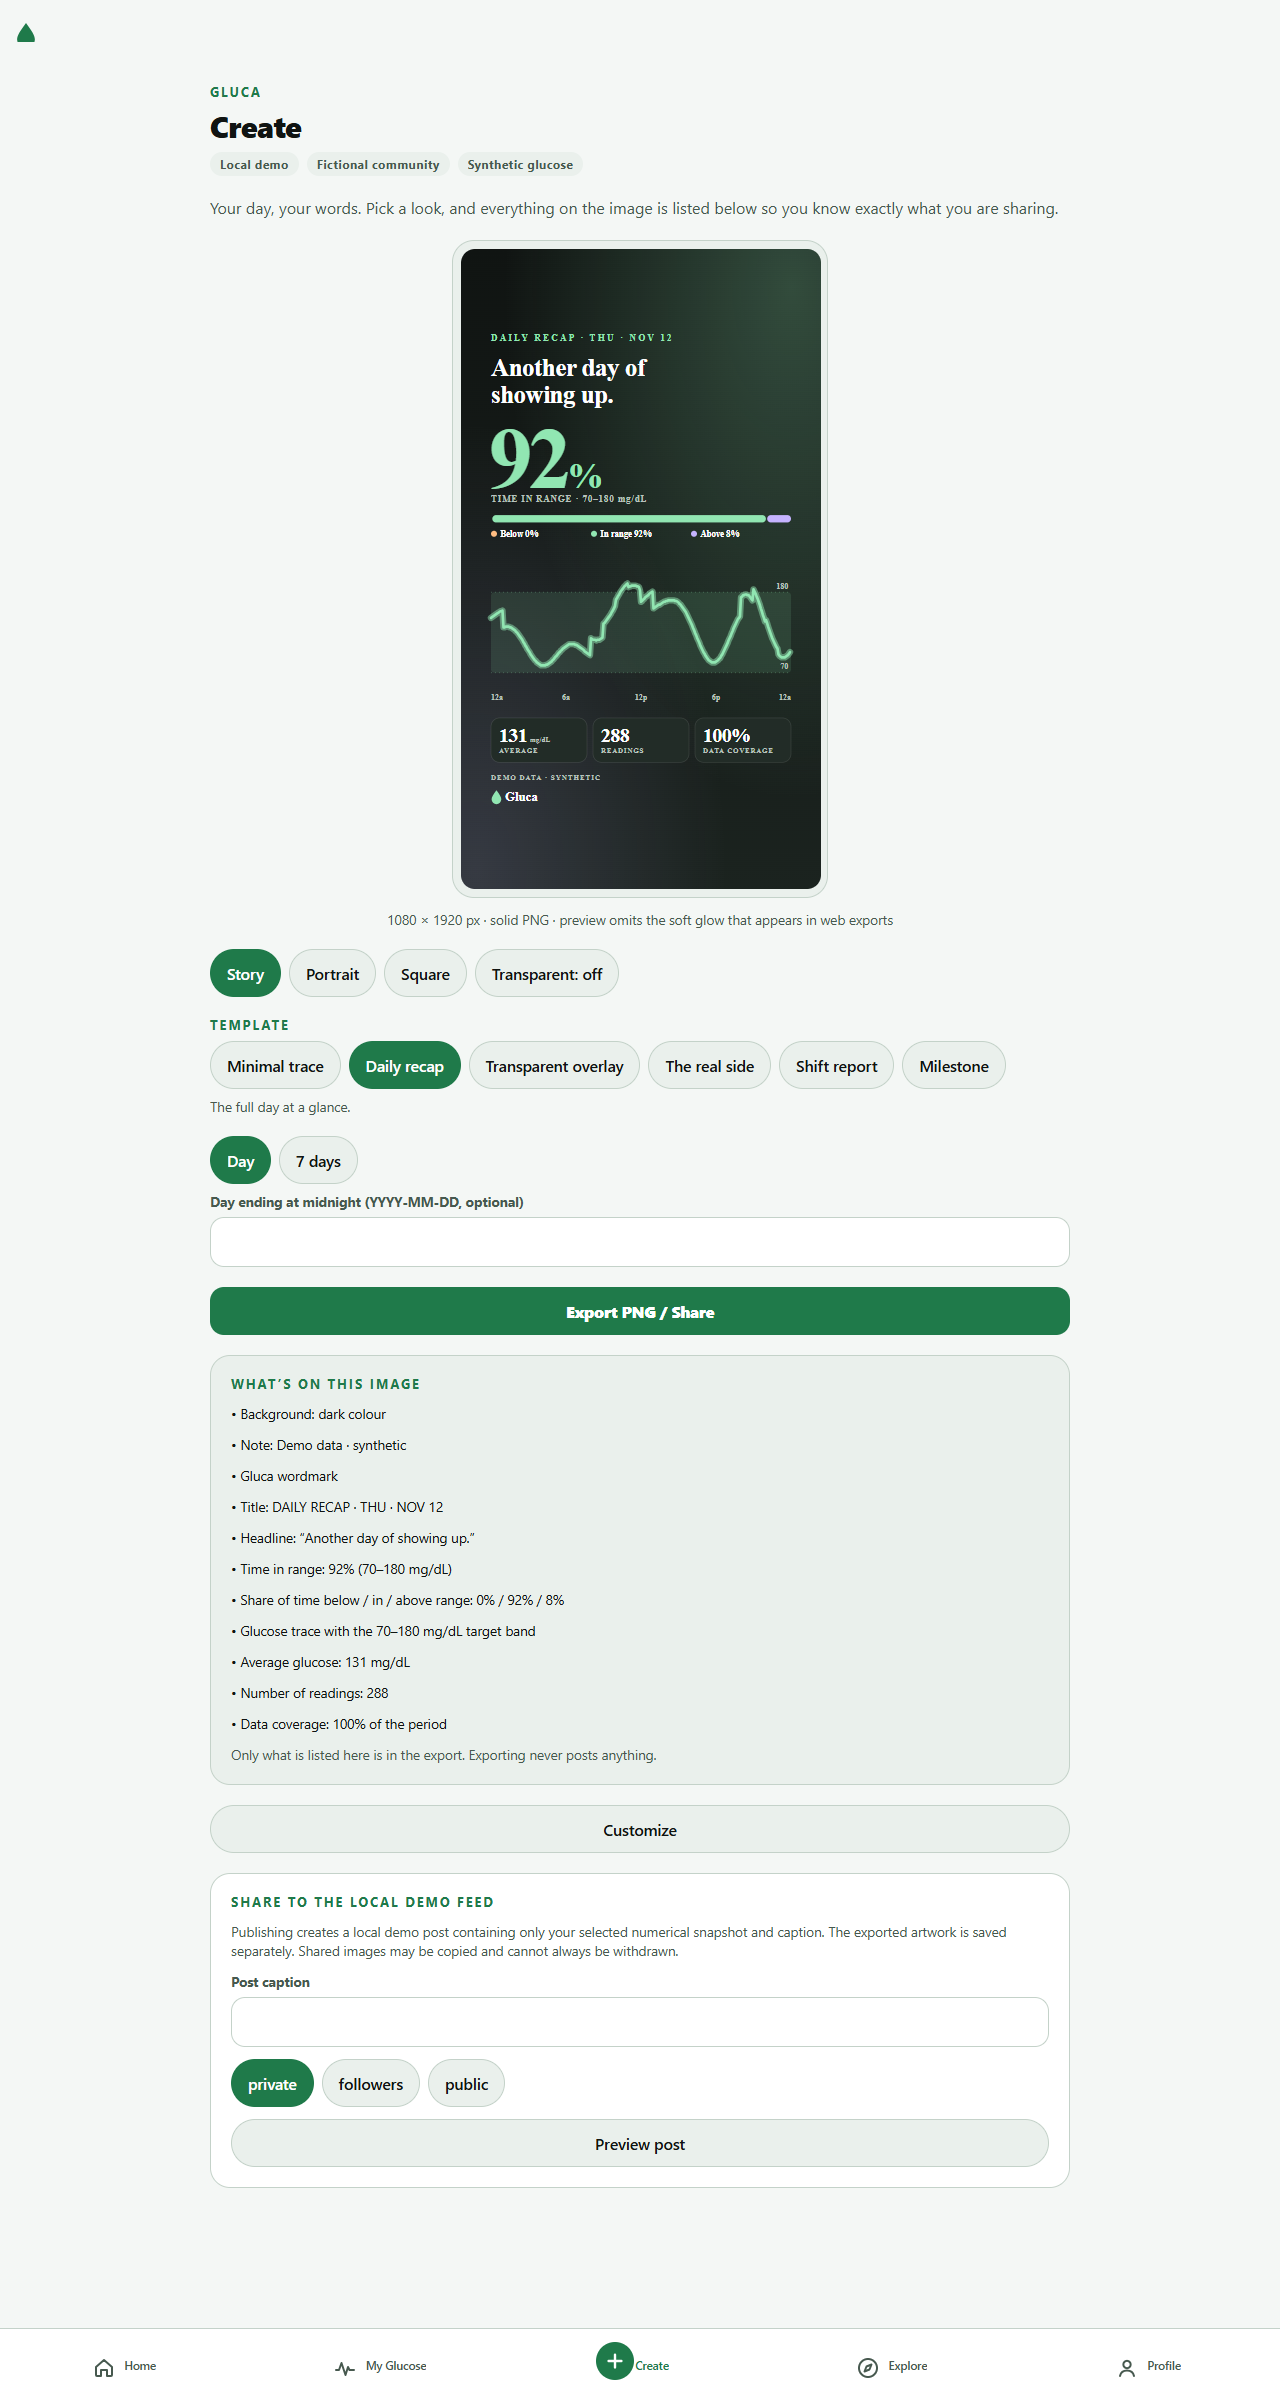 GLUCA
Create
Local demo Fictional community Synthetic glucose
Your day, your words. Pick a look, and everything on the image is listed below so you know exactly what you are sharing.
DAILY RECAP · THU · NOV 12
Another day of
showing up.
92%
TIME IN RANGE · 70–180 mg/dL
Below 0% In range 92% Above 8%
180
70
12a 6a 12p 6p 12a
131 mg/dL 288 100%
AVERAGE READINGS DATA COVERAGE
DEMO DATA · SYNTHETIC
Gluca
1080 × 1920 px · solid PNG · preview omits the soft glow that appears in web exports
Story Portrait Square Transparent: off
TEMPLATE
Minimal trace Daily recap Transparent overlay The real side Shift report Milestone
The full day at a glance.
Day 7 days
Day ending at midnight (YYYY-MM-DD, optional)
Export PNG / Share
WHAT'S ON THIS IMAGE
• Background: dark colour
• Note: Demo data · synthetic
• Gluca wordmark
• Title: DAILY RECAP · THU · NOV 12
• Headline: “Another day of showing up.”
• Time in range: 92% (70–180 mg/dL)
• Share of time below / in / above range: 0% / 92% / 8%
• Glucose trace with the 70–180 mg/dL target band
• Average glucose: 131 mg/dL
• Number of readings: 288
• Data coverage: 100% of the period
Only what is listed here is in the export. Exporting never posts anything.
Customize
SHARE TO THE LOCAL DEMO FEED
Publishing creates a local demo post containing only your selected numerical snapshot and caption. The exported artwork is saved
separately. Shared images may be copied and cannot always be withdrawn.
Post caption
private followers public
Preview post
Home My Glucose Create Explore Profile